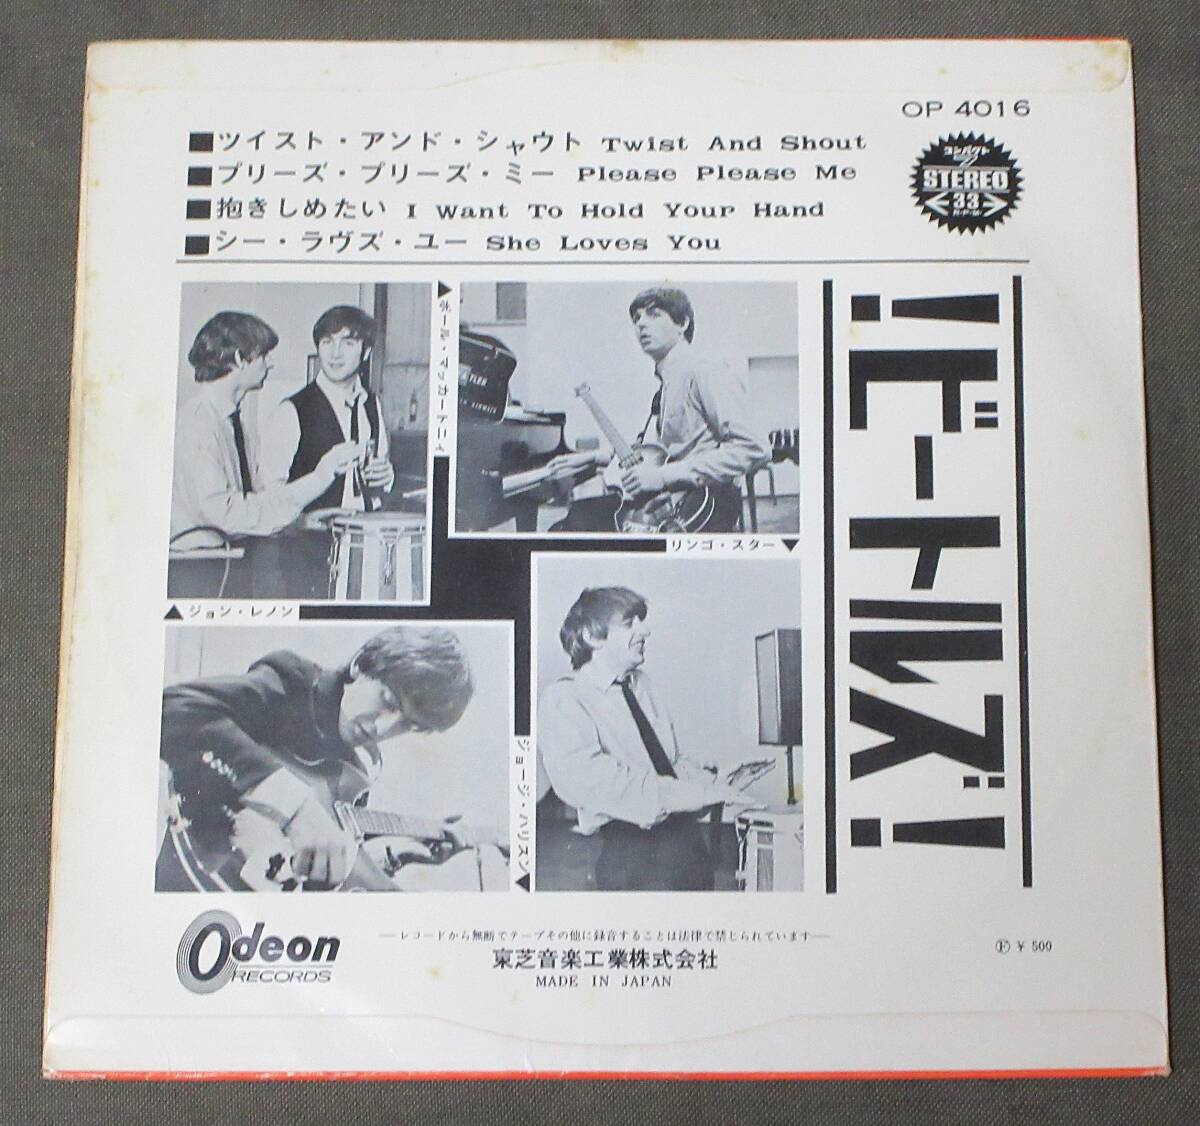 OP 4016
■ツイスト・アンド・シャウト Twist And Shout
■プリーズ・プリーズ・ミー Please Please Me
■抱きしめたい I Want To Hold Your Hand
■シー・ラヴズ・ユー She Loves You
コンパクト
7
STEREO
33
R・P・M・
▶ポール・マッカートニィ
!ビートルズ!
リンゴ・スター▼
▲ジョン・レノン
ジョージ・ハリスン▼
Odeon
RECORDS
―レコードから無断でテープその他に録音することは法律で禁じられています―
東芝音楽工業株式会社
MADE IN JAPAN
Ⓕ ¥ 500